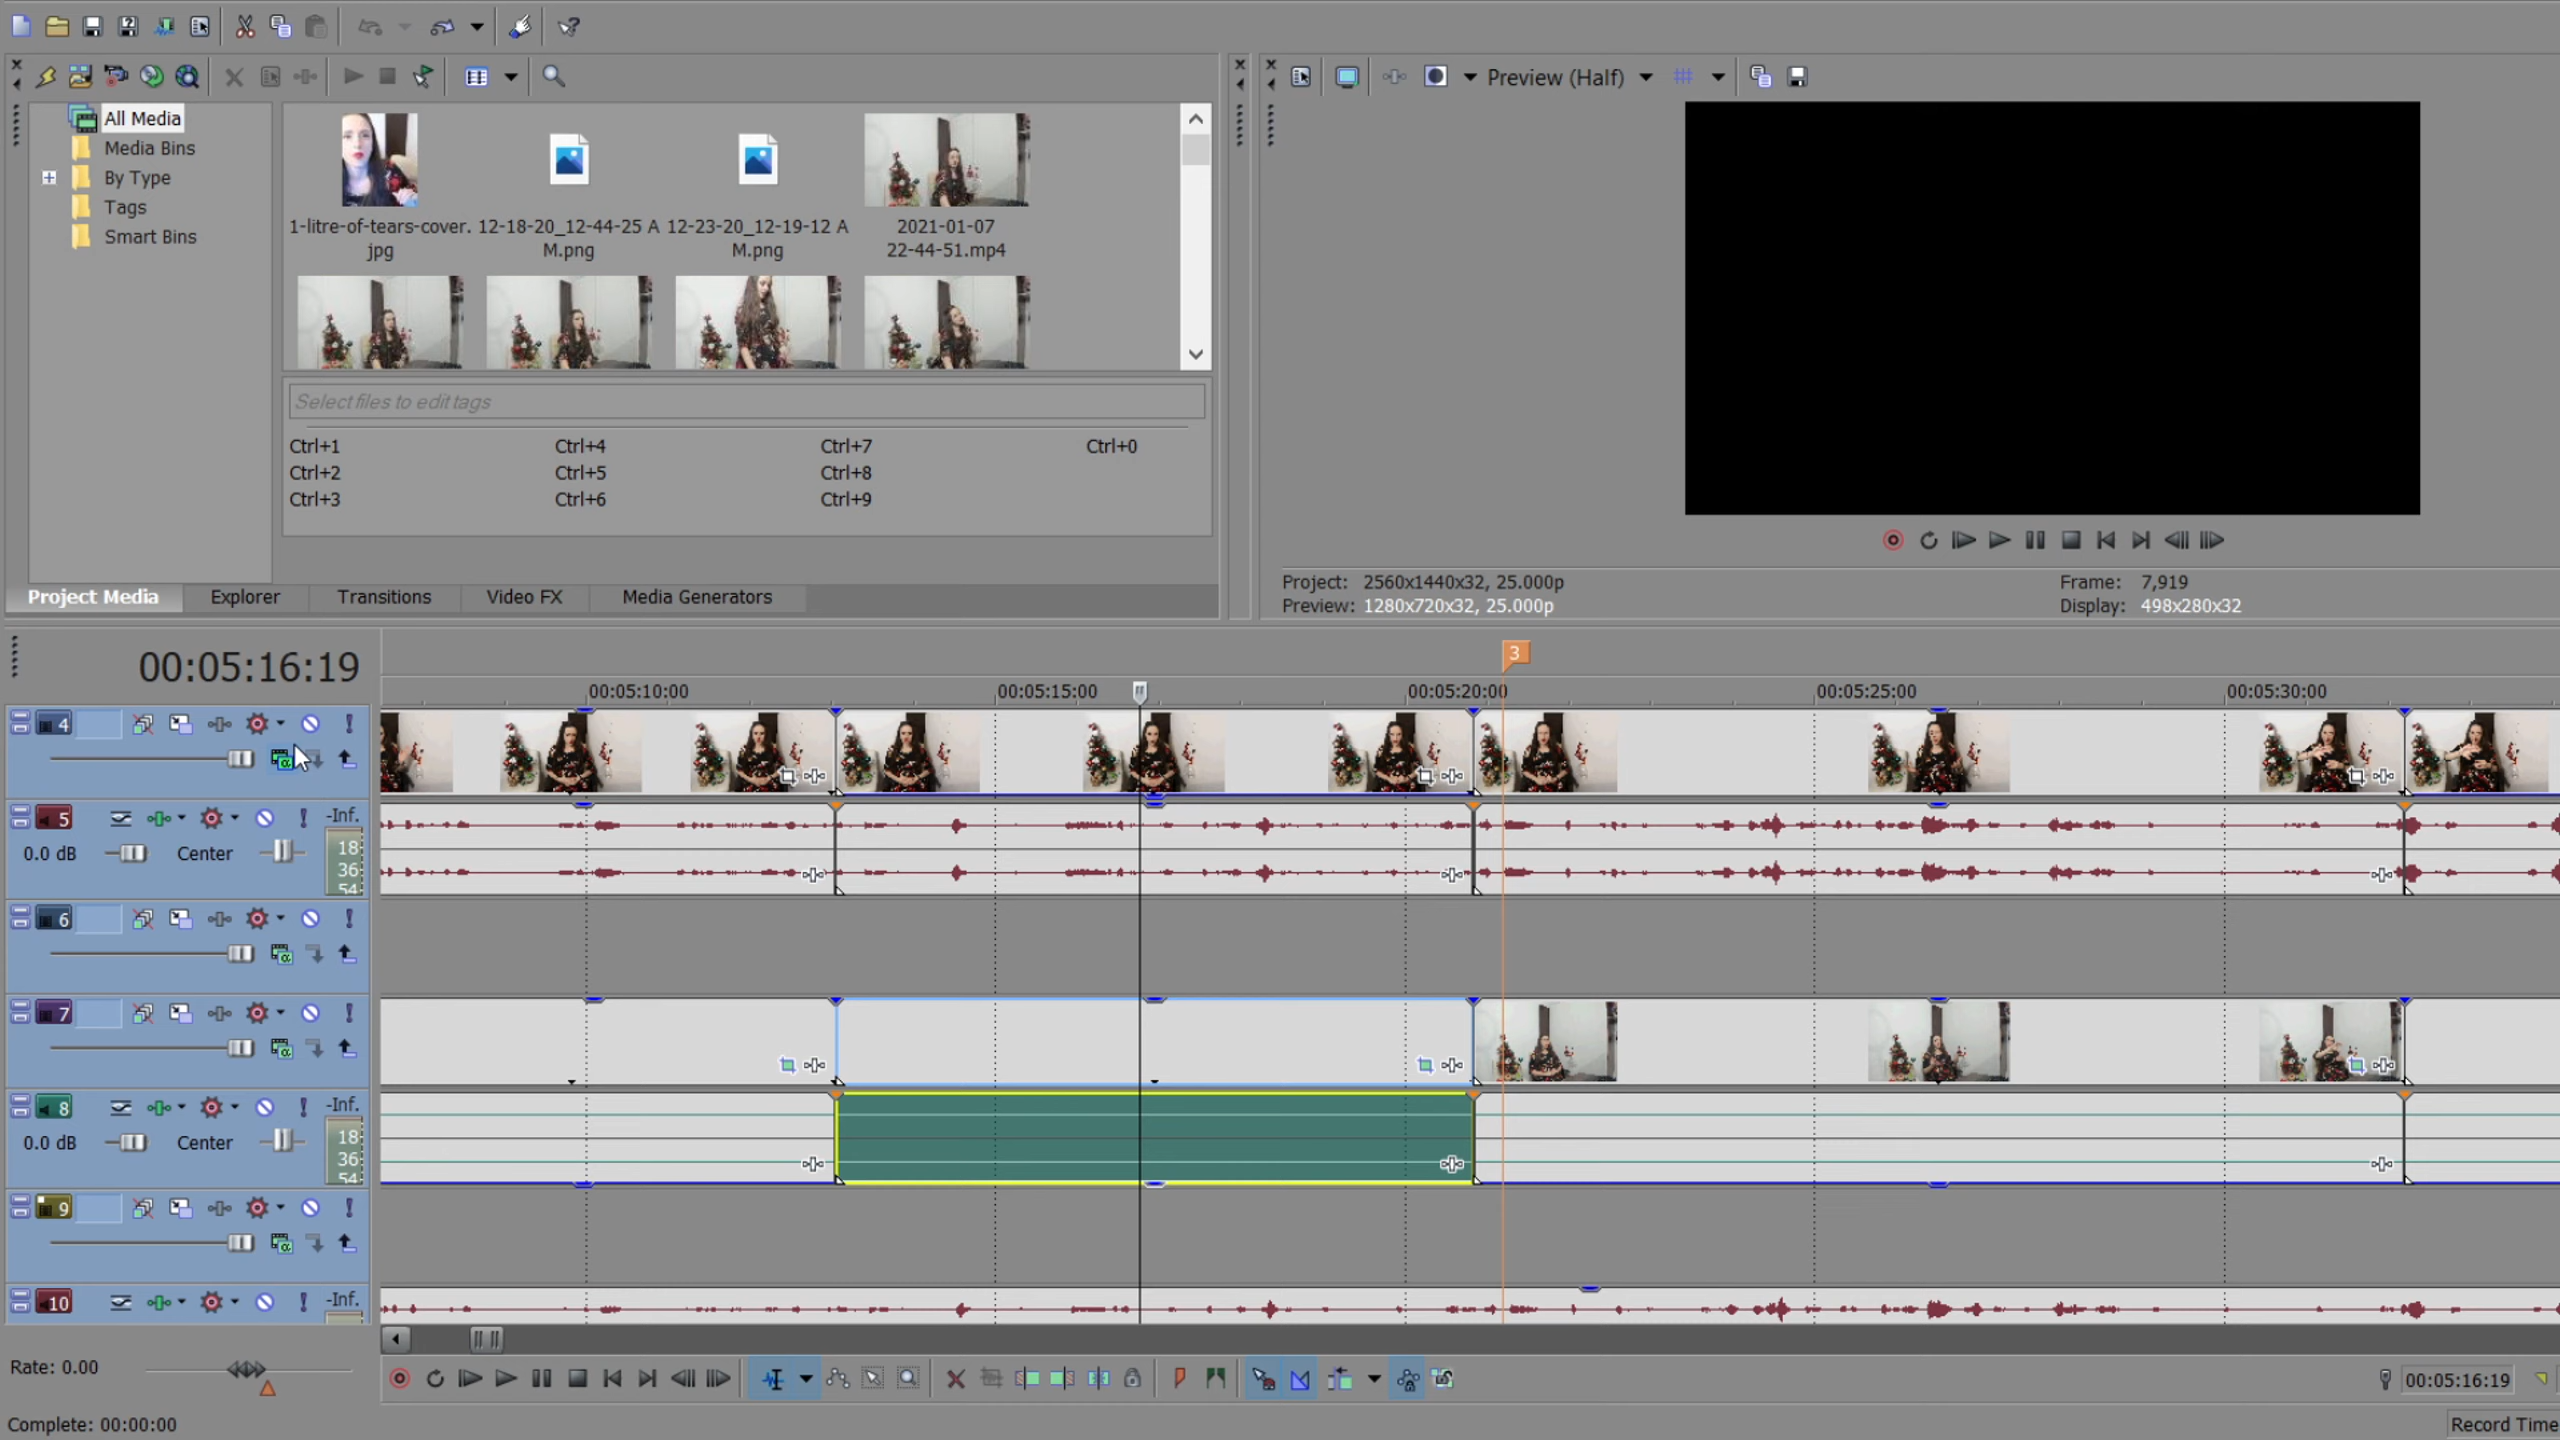 Preview (Half)
All Media
Media Bins
By Type
Tags
Smart Bins
1-litre-of-tears-cover.jpg
12-18-20_12-44-25 AM.png
12-23-20_12-19-12 AM.png
2021-01-07 22-44-51.mp4
Select files to edit tags
Ctrl+1 Ctrl+4 Ctrl+7 Ctrl+0
Ctrl+2 Ctrl+5 Ctrl+8
Ctrl+3 Ctrl+6 Ctrl+9
Project Media Explorer Transitions Video FX Media Generators
Project: 2560x1440x32, 25.000p Frame: 7,919
Preview: 1280x720x32, 25.000p Display: 498x280x32
00:05:16:19
3
00:05:10:00 00:05:15:00 00:05:20:00 00:05:25:00 00:05:30:00
4
5 -Inf.
0.0 dB Center 18
36
54
6
7
8 -Inf.
0.0 dB Center 18
36
54
9
10 -Inf.
Rate: 0.00
00:05:16:19
Complete: 00:00:00
Record Time